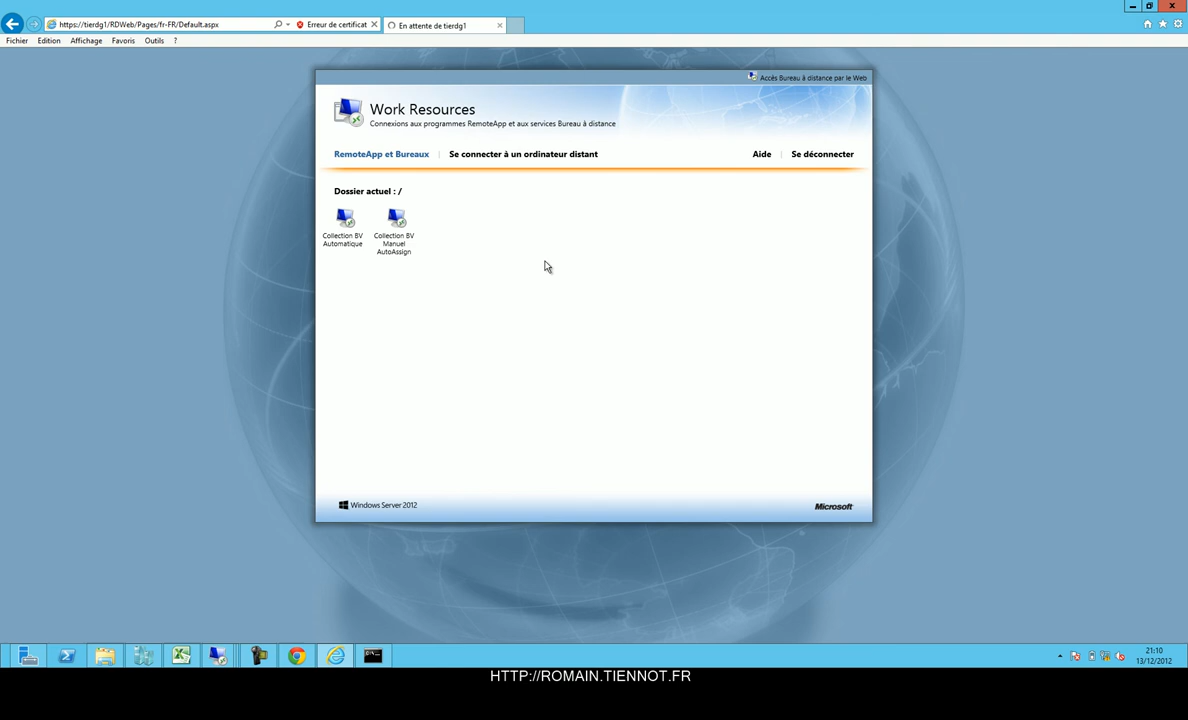 https://tierdg1/RDWeb/Pages/fr-FR/Default.aspx
Erreur de certificat
En attente de tierdg1
Fichier Edition Affichage Favoris Outils ?
Accès Bureau à distance par le Web
Work Resources
Connexions aux programmes RemoteApp et aux services Bureau à distance
RemoteApp et Bureaux | Se connecter à un ordinateur distant
Aide | Se déconnecter
Dossier actuel : /
Collection BV
Automatique
Collection BV
Manuel
AutoAssign
Windows Server 2012
Microsoft
21:10
13/12/2012
HTTP://ROMAIN.TIENNOT.FR